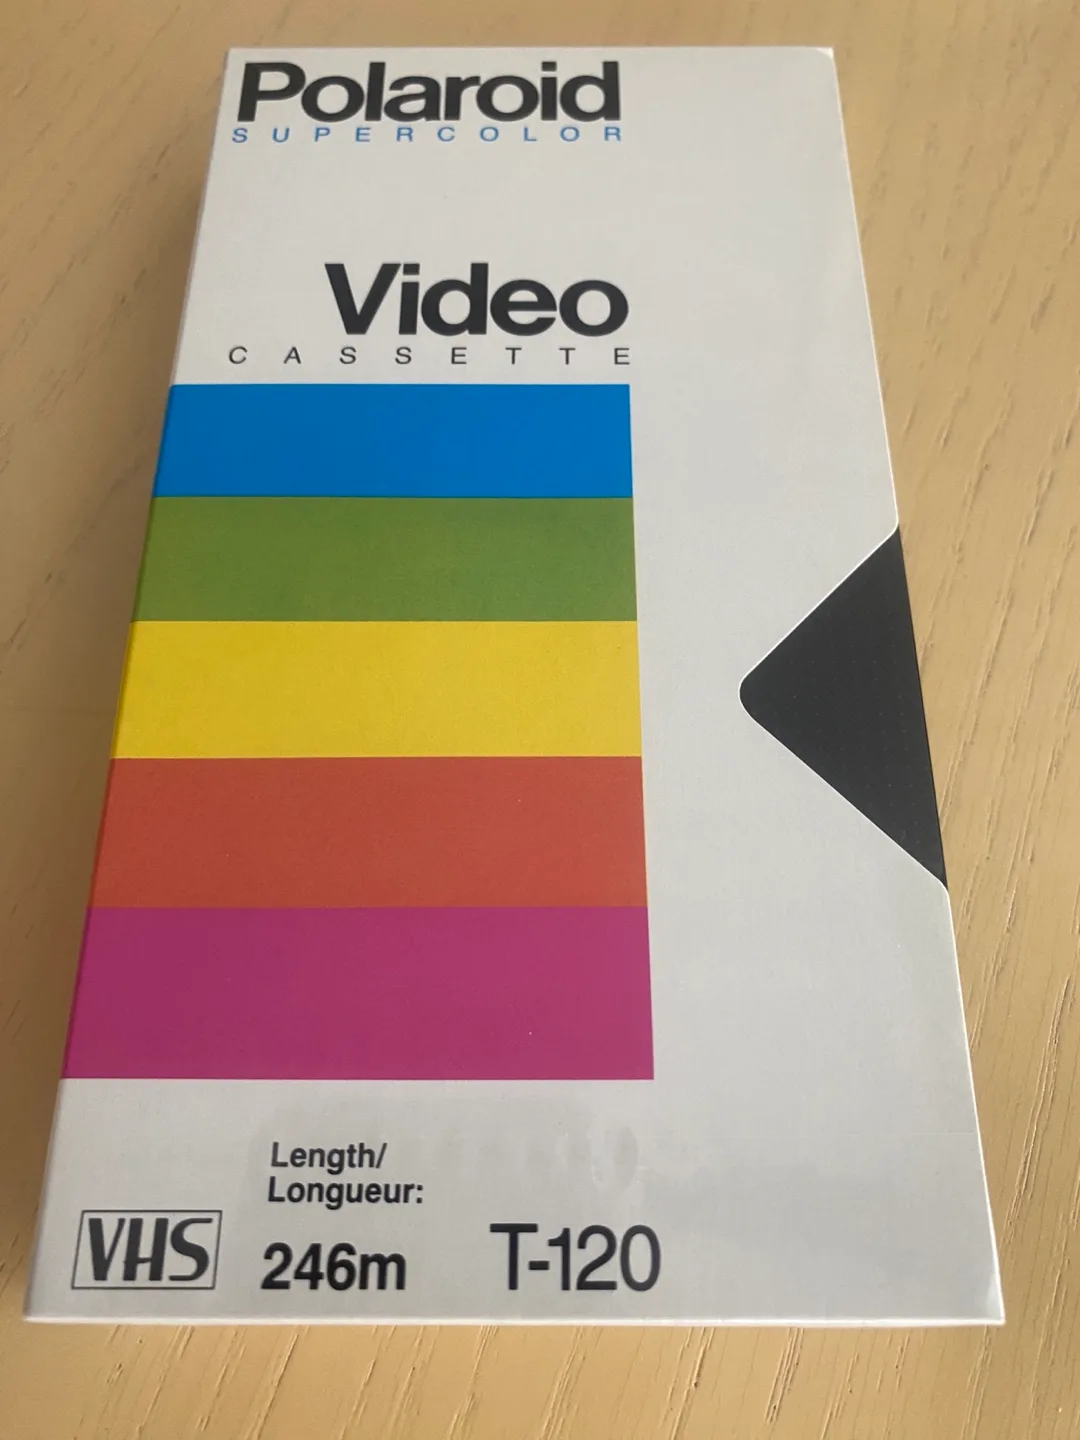 Polaroid
SUPERCOLOR
Video
CASSETTE
Length/
Longueur:
VHS 246m T-120